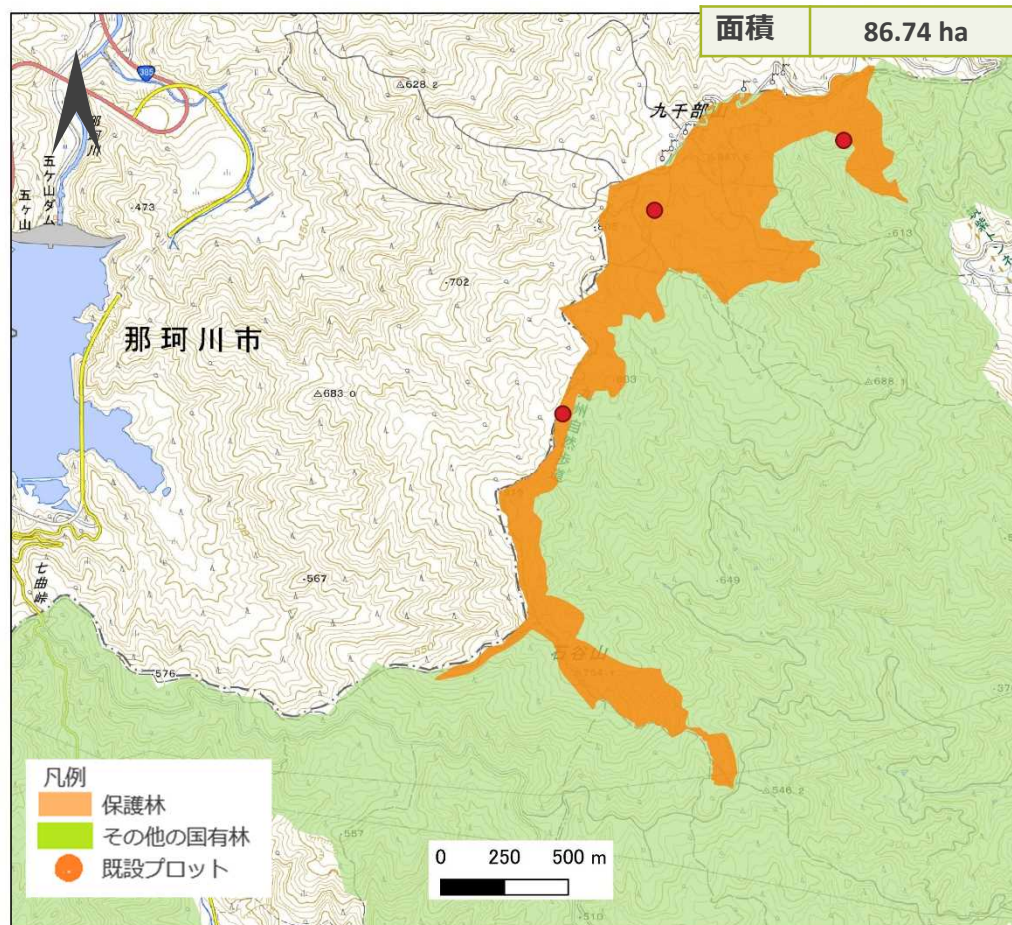 面積 86.74 ha
385
△628.2
九千部
那珂川
五ケ山ダム
五ケ山
・473
・613
・702
那珂川市
△688.1
△683.0
・649
・567
七曲峠
石谷山
・576
△546.2
・510
凡例
保護林
その他の国有林
既設プロット
0 250 500 m